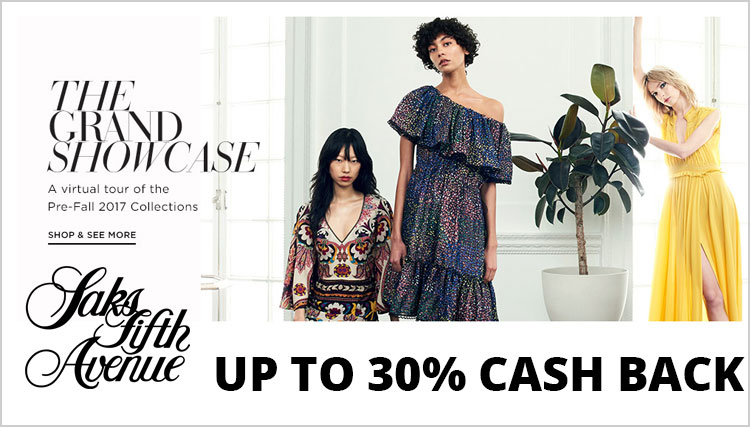 THE
GRAND
SHOWCASE
A virtual tour of the
Pre-Fall 2017 Collections
SHOP & SEE MORE
Saks
Fifth
Avenue
UP TO 30% CASH BACK